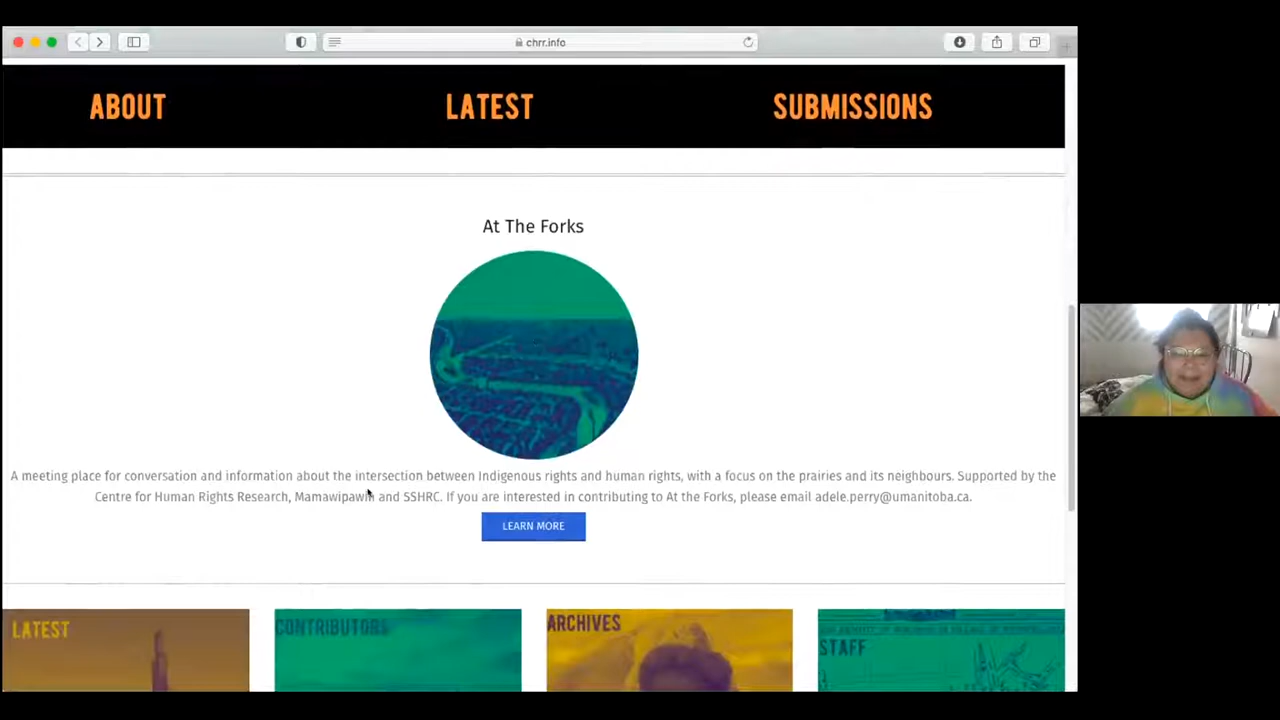 chrr.info
ABOUT LATEST SUBMISSIONS
At The Forks
A meeting place for conversation and information about the intersection between Indigenous rights and human rights, with a focus on the prairies and its neighbours. Supported by the
Centre for Human Rights Research, Mamawipawin and SSHRC. If you are interested in contributing to At the Forks, please email adele.perry@umanitoba.ca.
LEARN MORE
LATEST CONTRIBUTORS ARCHIVES STAFF